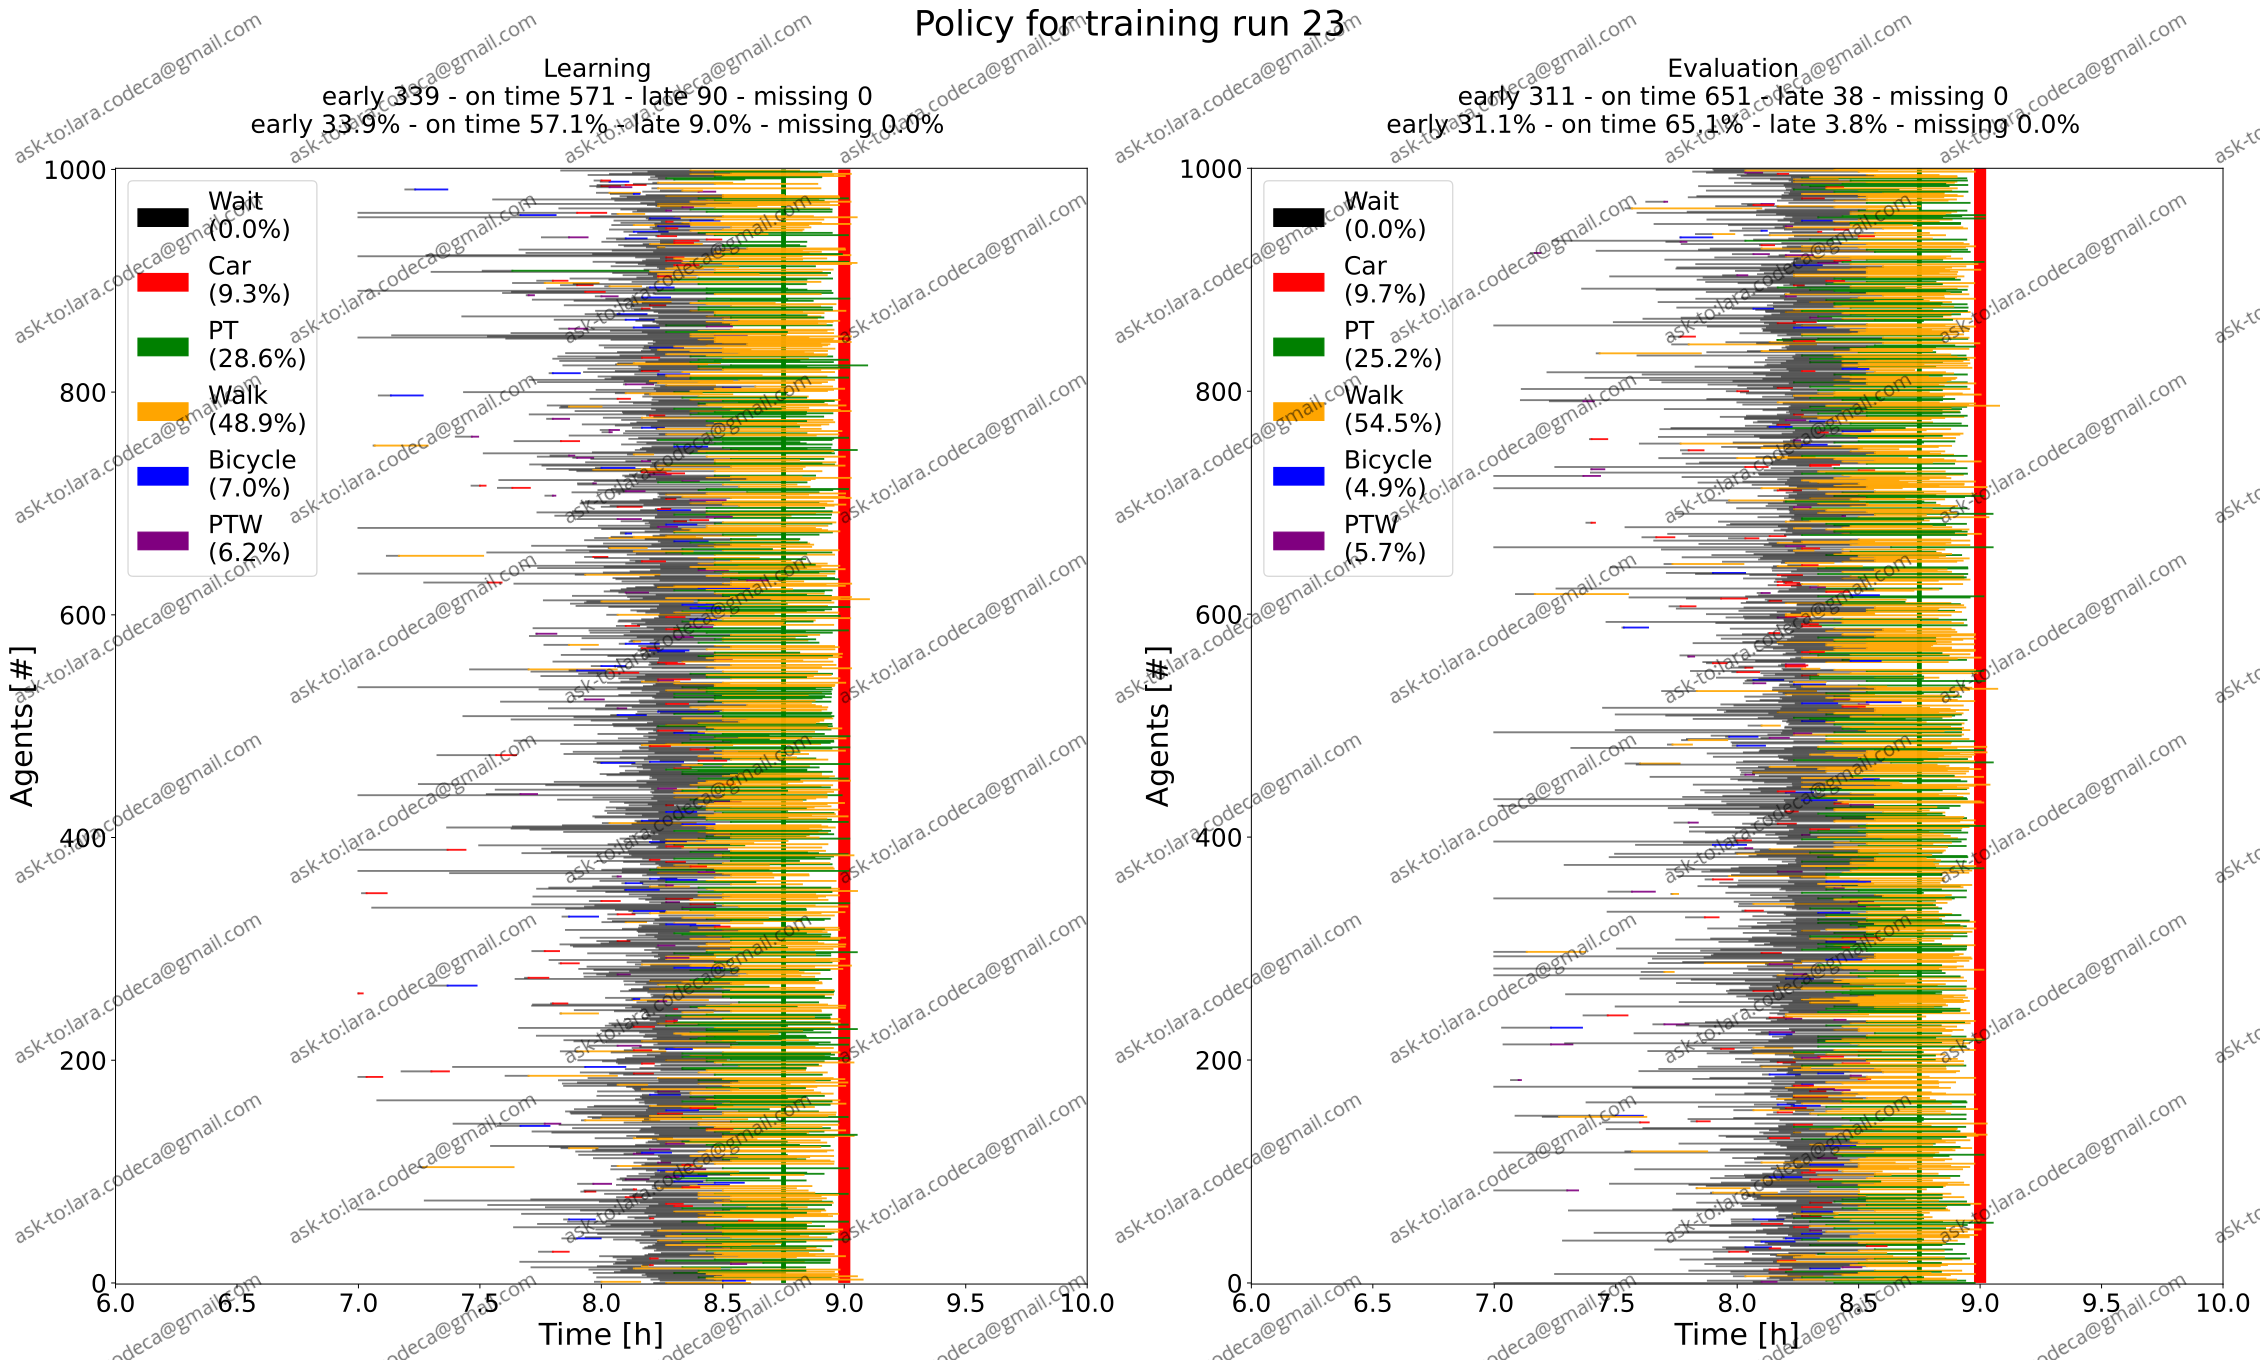 Policy for training run 23
Learning
early 339 - on time 571 - late 90 - missing 0
early 33.9% - on time 57.1% - late 9.0% - missing 0.0%
1000
800
600
400
200
0
Agents [#]
Wait
(0.0%)
Car
(9.3%)
PT
(28.6%)
Walk
(48.9%)
Bicycle
(7.0%)
PTW
(6.2%)
6.0 6.5 7.0 7.5 8.0 8.5 9.0 9.5 10.0
Time [h]
Evaluation
early 311 - on time 651 - late 38 - missing 0
early 31.1% - on time 65.1% - late 3.8% - missing 0.0%
1000
800
600
400
200
0
Agents [#]
Wait
(0.0%)
Car
(9.7%)
PT
(25.2%)
Walk
(54.5%)
Bicycle
(4.9%)
PTW
(5.7%)
6.0 6.5 7.0 7.5 8.0 8.5 9.0 9.5 10.0
Time [h]
ask-to:lara.codeca@gmail.com